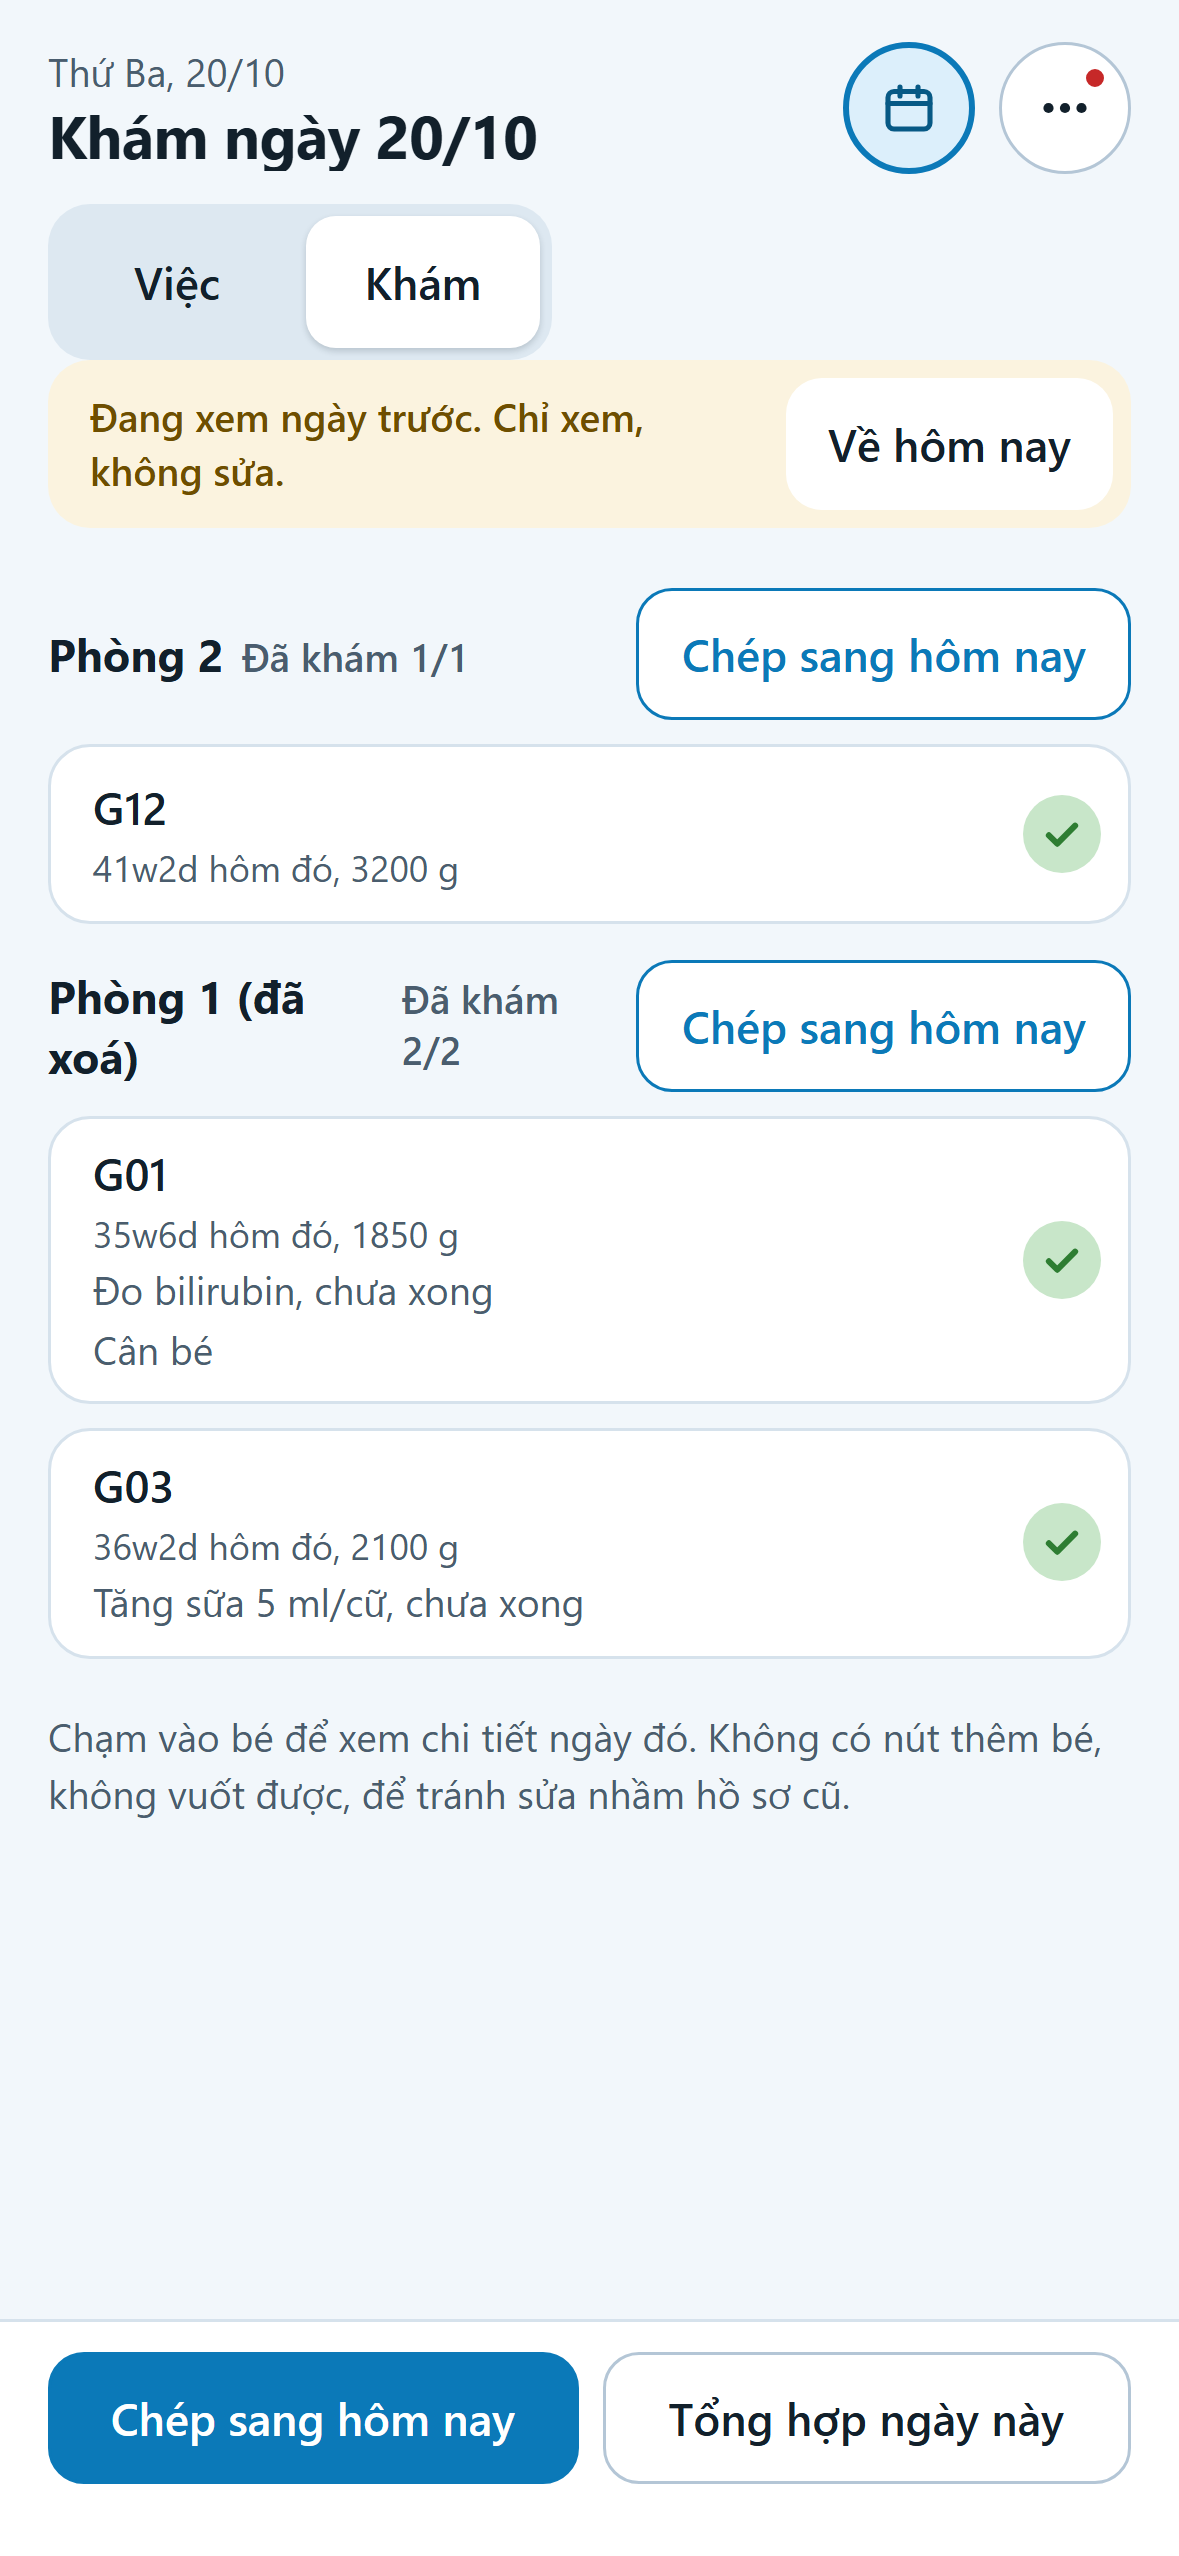 Thứ Ba, 20/10
Khám ngày 20/10
Việc
Khám
Đang xem ngày trước. Chỉ xem,
không sửa.
Về hôm nay
Phòng 2 Đã khám 1/1
Chép sang hôm nay
G12
41w2d hôm đó, 3200 g
Phòng 1 (đã
xoá)
Đã khám
2/2
Chép sang hôm nay
G01
35w6d hôm đó, 1850 g
Đo bilirubin, chưa xong
Cân bé
G03
36w2d hôm đó, 2100 g
Tăng sữa 5 ml/cữ, chưa xong
Chạm vào bé để xem chi tiết ngày đó. Không có nút thêm bé,
không vuốt được, để tránh sửa nhầm hồ sơ cũ.
Chép sang hôm nay
Tổng hợp ngày này